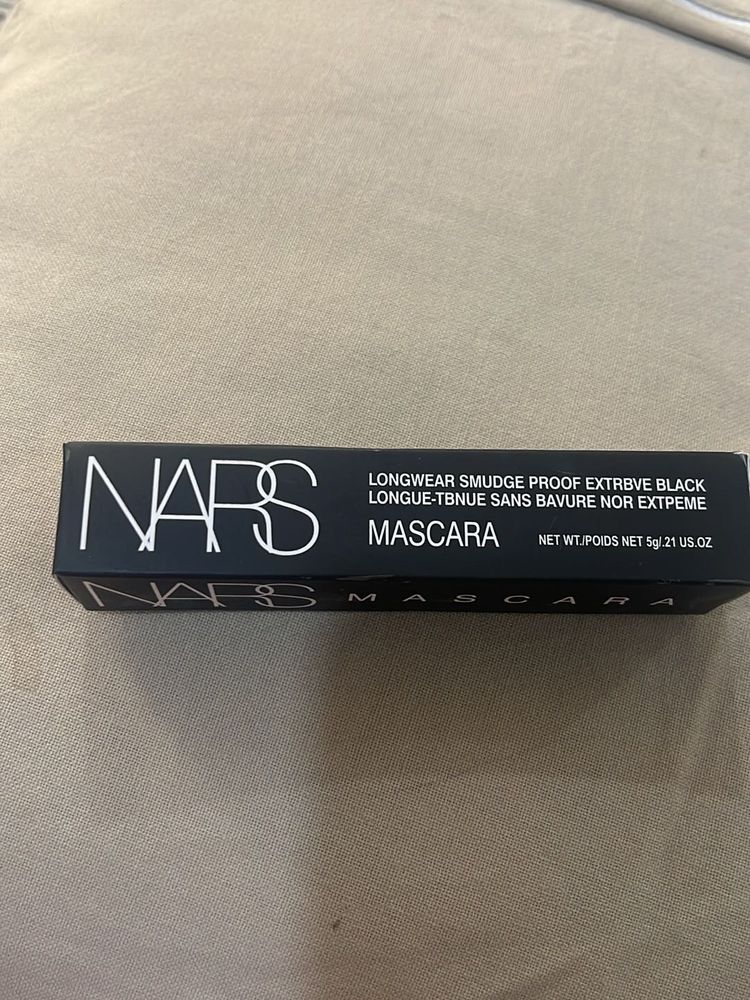 NARS
LONGWEAR SMUDGE PROOF EXTRBVE BLACK
LONGUE-TBNUE SANS BAVURE NOR EXTPEME
MASCARA
NET WT./POIDS NET 5g/.21 US.OZ
NARS MASCARA